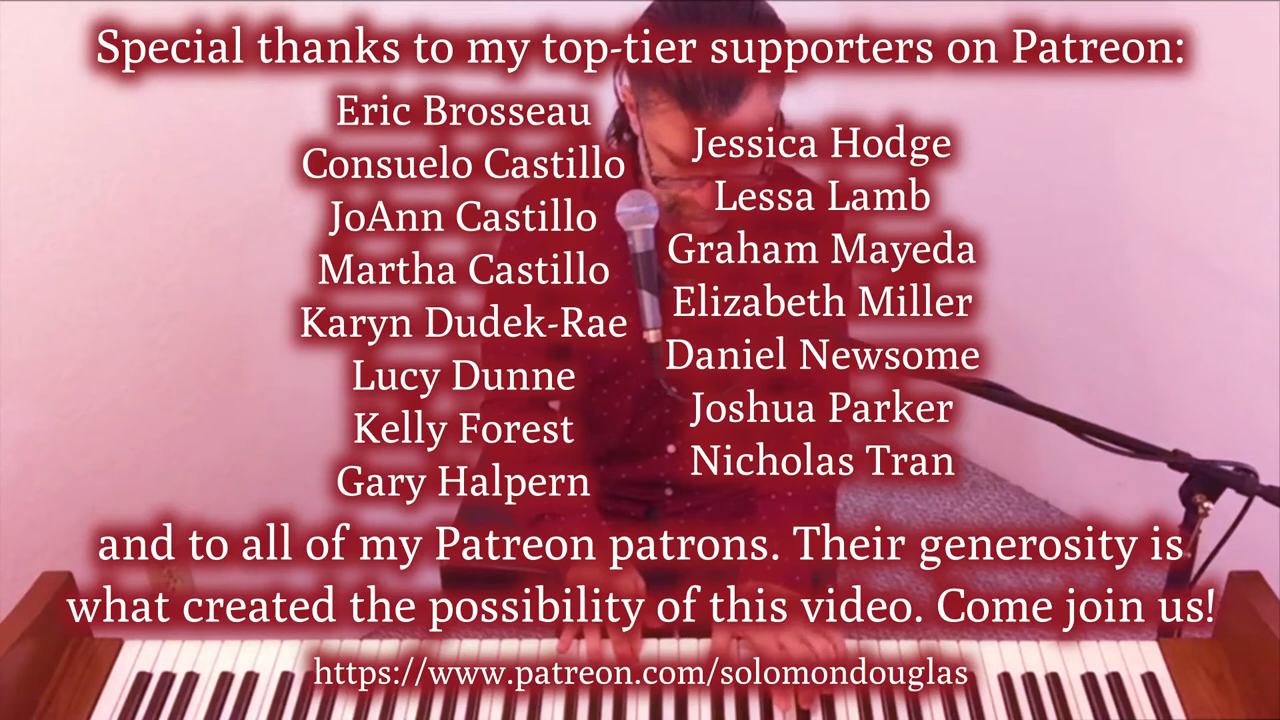 Special thanks to my top-tier supporters on Patreon:
Eric Brosseau
Consuelo Castillo
JoAnn Castillo
Martha Castillo
Karyn Dudek-Rae
Lucy Dunne
Kelly Forest
Gary Halpern
Jessica Hodge
Lessa Lamb
Graham Mayeda
Elizabeth Miller
Daniel Newsome
Joshua Parker
Nicholas Tran
and to all of my Patreon patrons. Their generosity is
what created the possibility of this video. Come join us!
https://www.patreon.com/solomondouglas